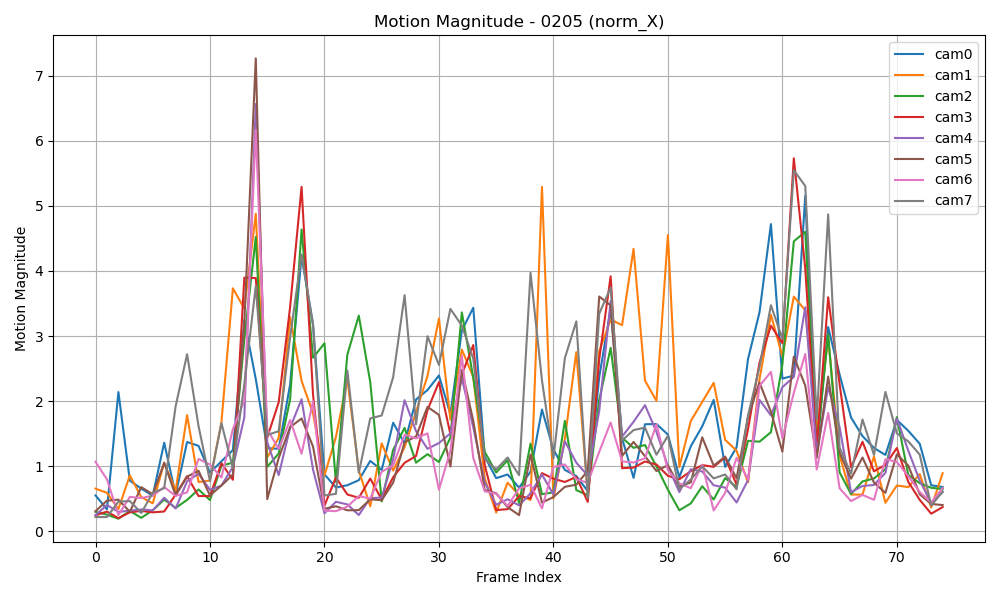 Motion Magnitude - 0205 (norm_X)
Motion Magnitude
7
6
5
4
3
2
1
0
0 10 20 30 40 50 60 70
Frame Index
cam0
cam1
cam2
cam3
cam4
cam5
cam6
cam7